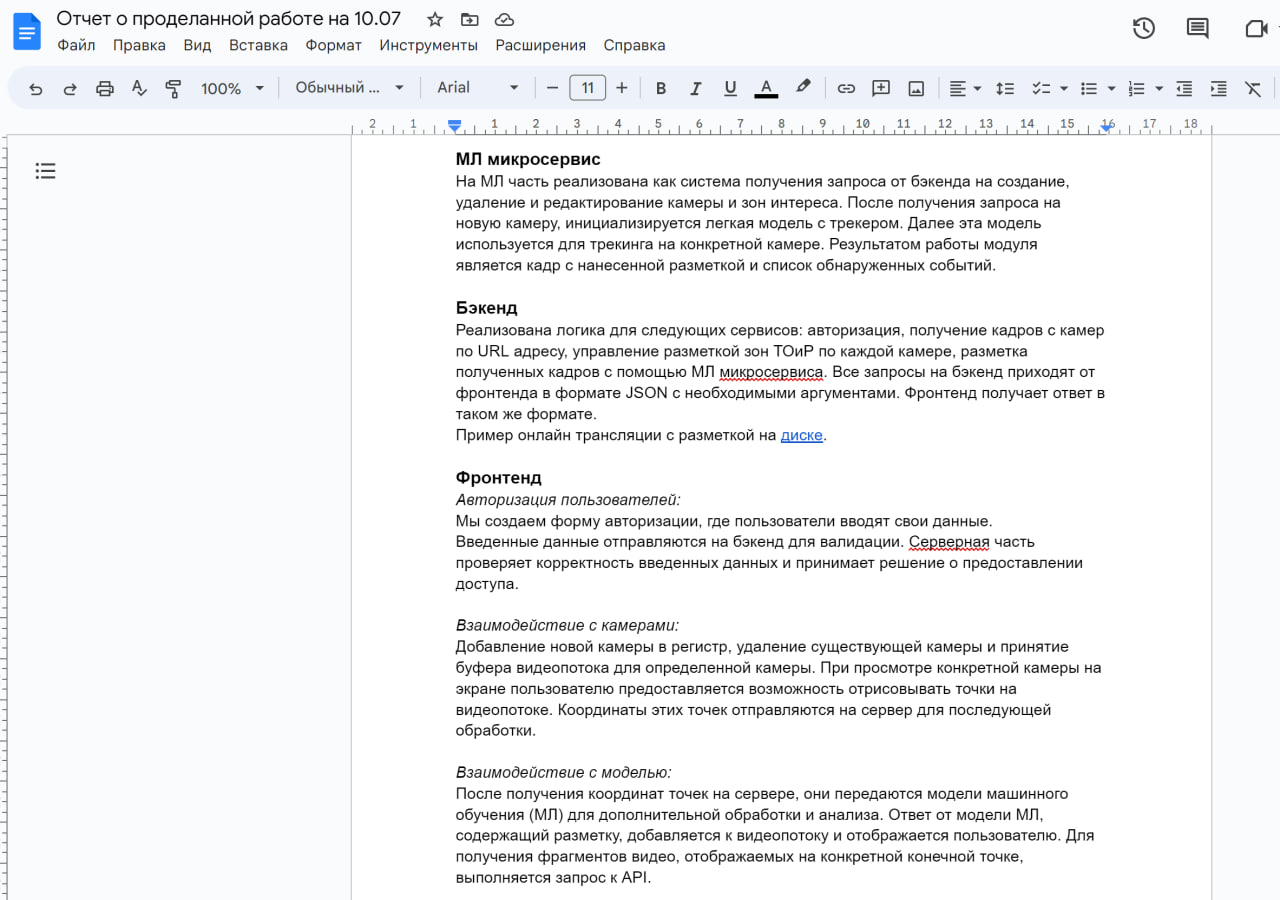 Отчет о проделанной работе на 10.07
Файл Правка Вид Вставка Формат Инструменты Расширения Справка
100% Обычный ... Arial 11 B I U A
2 1 1 2 3 4 5 6 7 8 9 10 11 12 13 14 15 16 17 18
МЛ микросервис
На МЛ часть реализована как система получения запроса от бэкенда на создание,
удаление и редактирование камеры и зон интереса. После получения запроса на
новую камеру, инициализируется легкая модель с трекером. Далее эта модель
используется для трекинга на конкретной камере. Результатом работы модуля
является кадр с нанесенной разметкой и список обнаруженных событий.
Бэкенд
Реализована логика для следующих сервисов: авторизация, получение кадров с камер
по URL адресу, управление разметкой зон ТОиР по каждой камере, разметка
полученных кадров с помощью МЛ микросервиса. Все запросы на бэкенд приходят от
фронтенда в формате JSON с необходимыми аргументами. Фронтенд получает ответ в
таком же формате.
Пример онлайн трансляции с разметкой на диске.
Фронтенд
Авторизация пользователей:
Мы создаем форму авторизации, где пользователи вводят свои данные.
Введенные данные отправляются на бэкенд для валидации. Серверная часть
проверяет корректность введенных данных и принимает решение о предоставлении
доступа.
Взаимодействие с камерами:
Добавление новой камеры в регистр, удаление существующей камеры и принятие
буфера видеопотока для определенной камеры. При просмотре конкретной камеры на
экране пользователю предоставляется возможность отрисовывать точки на
видеопотоке. Координаты этих точек отправляются на сервер для последующей
обработки.
Взаимодействие с моделью:
После получения координат точек на сервере, они передаются модели машинного
обучения (МЛ) для дополнительной обработки и анализа. Ответ от модели МЛ,
содержащий разметку, добавляется к видеопотоку и отображается пользователю. Для
получения фрагментов видео, отображаемых на конкретной конечной точке,
выполняется запрос к API.